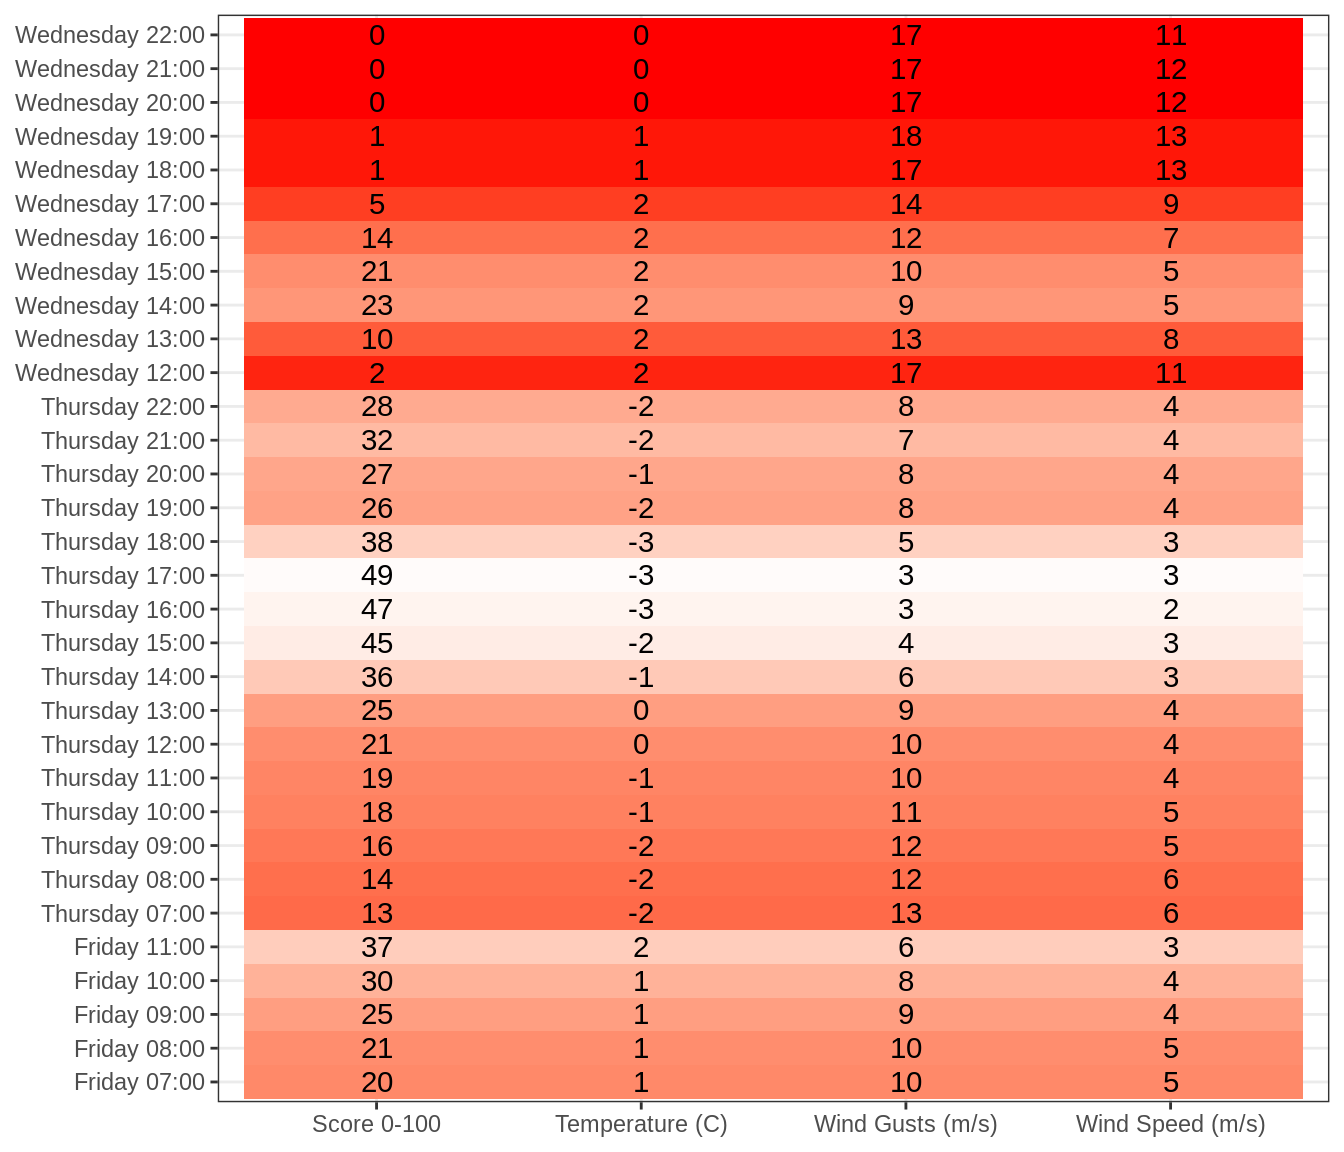 Wednesday 22:00 0 0 17 11
Wednesday 21:00 0 0 17 12
Wednesday 20:00 0 0 17 12
Wednesday 19:00 1 1 18 13
Wednesday 18:00 1 1 17 13
Wednesday 17:00 5 2 14 9
Wednesday 16:00 14 2 12 7
Wednesday 15:00 21 2 10 5
Wednesday 14:00 23 2 9 5
Wednesday 13:00 10 2 13 8
Wednesday 12:00 2 2 17 11
Thursday 22:00 28 -2 8 4
Thursday 21:00 32 -2 7 4
Thursday 20:00 27 -1 8 4
Thursday 19:00 26 -2 8 4
Thursday 18:00 38 -3 5 3
Thursday 17:00 49 -3 3 3
Thursday 16:00 47 -3 3 2
Thursday 15:00 45 -2 4 3
Thursday 14:00 36 -1 6 3
Thursday 13:00 25 0 9 4
Thursday 12:00 21 0 10 4
Thursday 11:00 19 -1 10 4
Thursday 10:00 18 -1 11 5
Thursday 09:00 16 -2 12 5
Thursday 08:00 14 -2 12 6
Thursday 07:00 13 -2 13 6
Friday 11:00 37 2 6 3
Friday 10:00 30 1 8 4
Friday 09:00 25 1 9 4
Friday 08:00 21 1 10 5
Friday 07:00 20 1 10 5
Score 0-100 Temperature (C) Wind Gusts (m/s) Wind Speed (m/s)